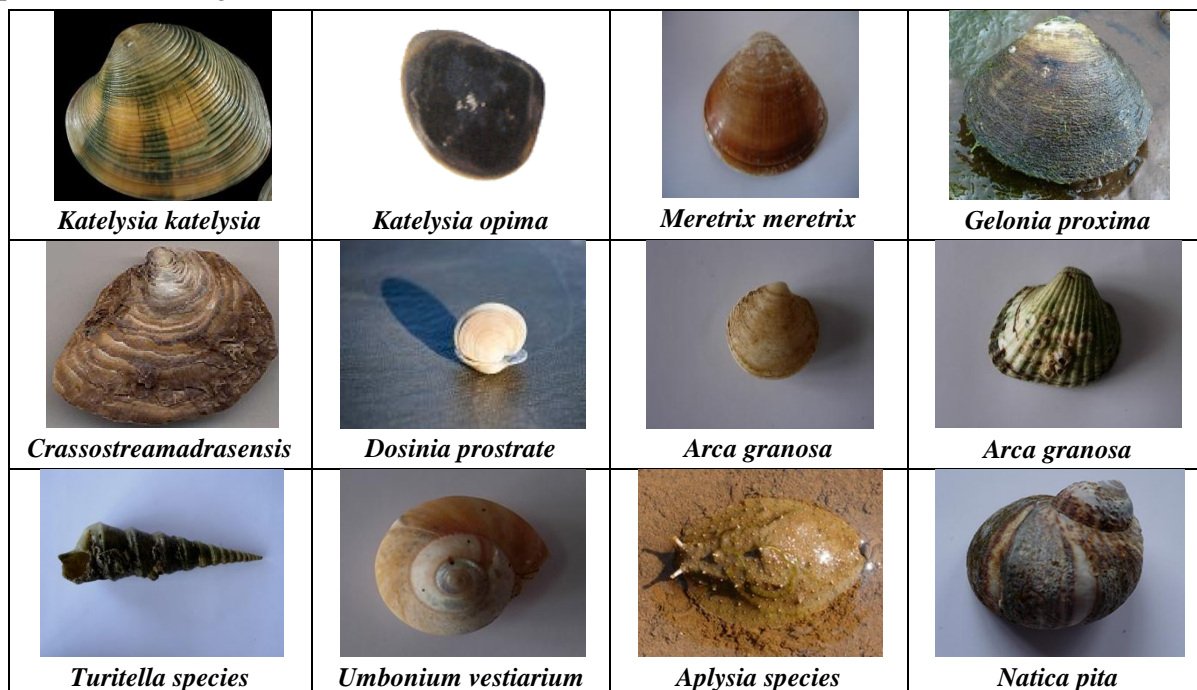 Katelysia katelysia
Katelysia opima
Meretrix meretrix
Gelonia proxima
Crassostreamadrasensis
Dosinia prostrate
Arca granosa
Arca granosa
Turitella species
Umbonium vestiarium
Aplysia species
Natica pita